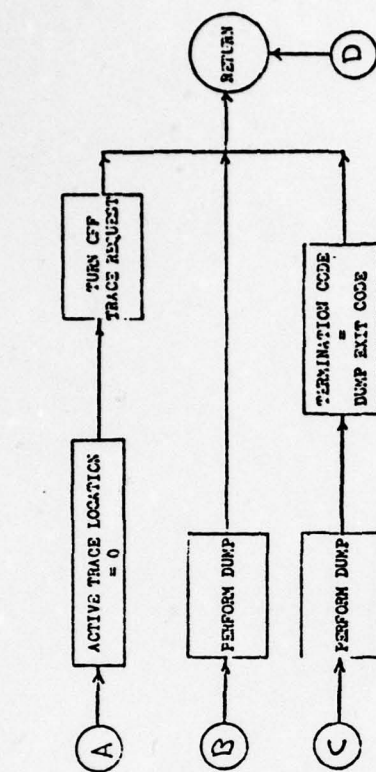 A
ACTIVE TRACE LOCATION
= 0
TURN OFF
TRACE REQUEST
B
PERFORM DUMP
RETURN
C
PERFORM DUMP
TERMINATION CODE
=
DUMP EXIT CODE
D